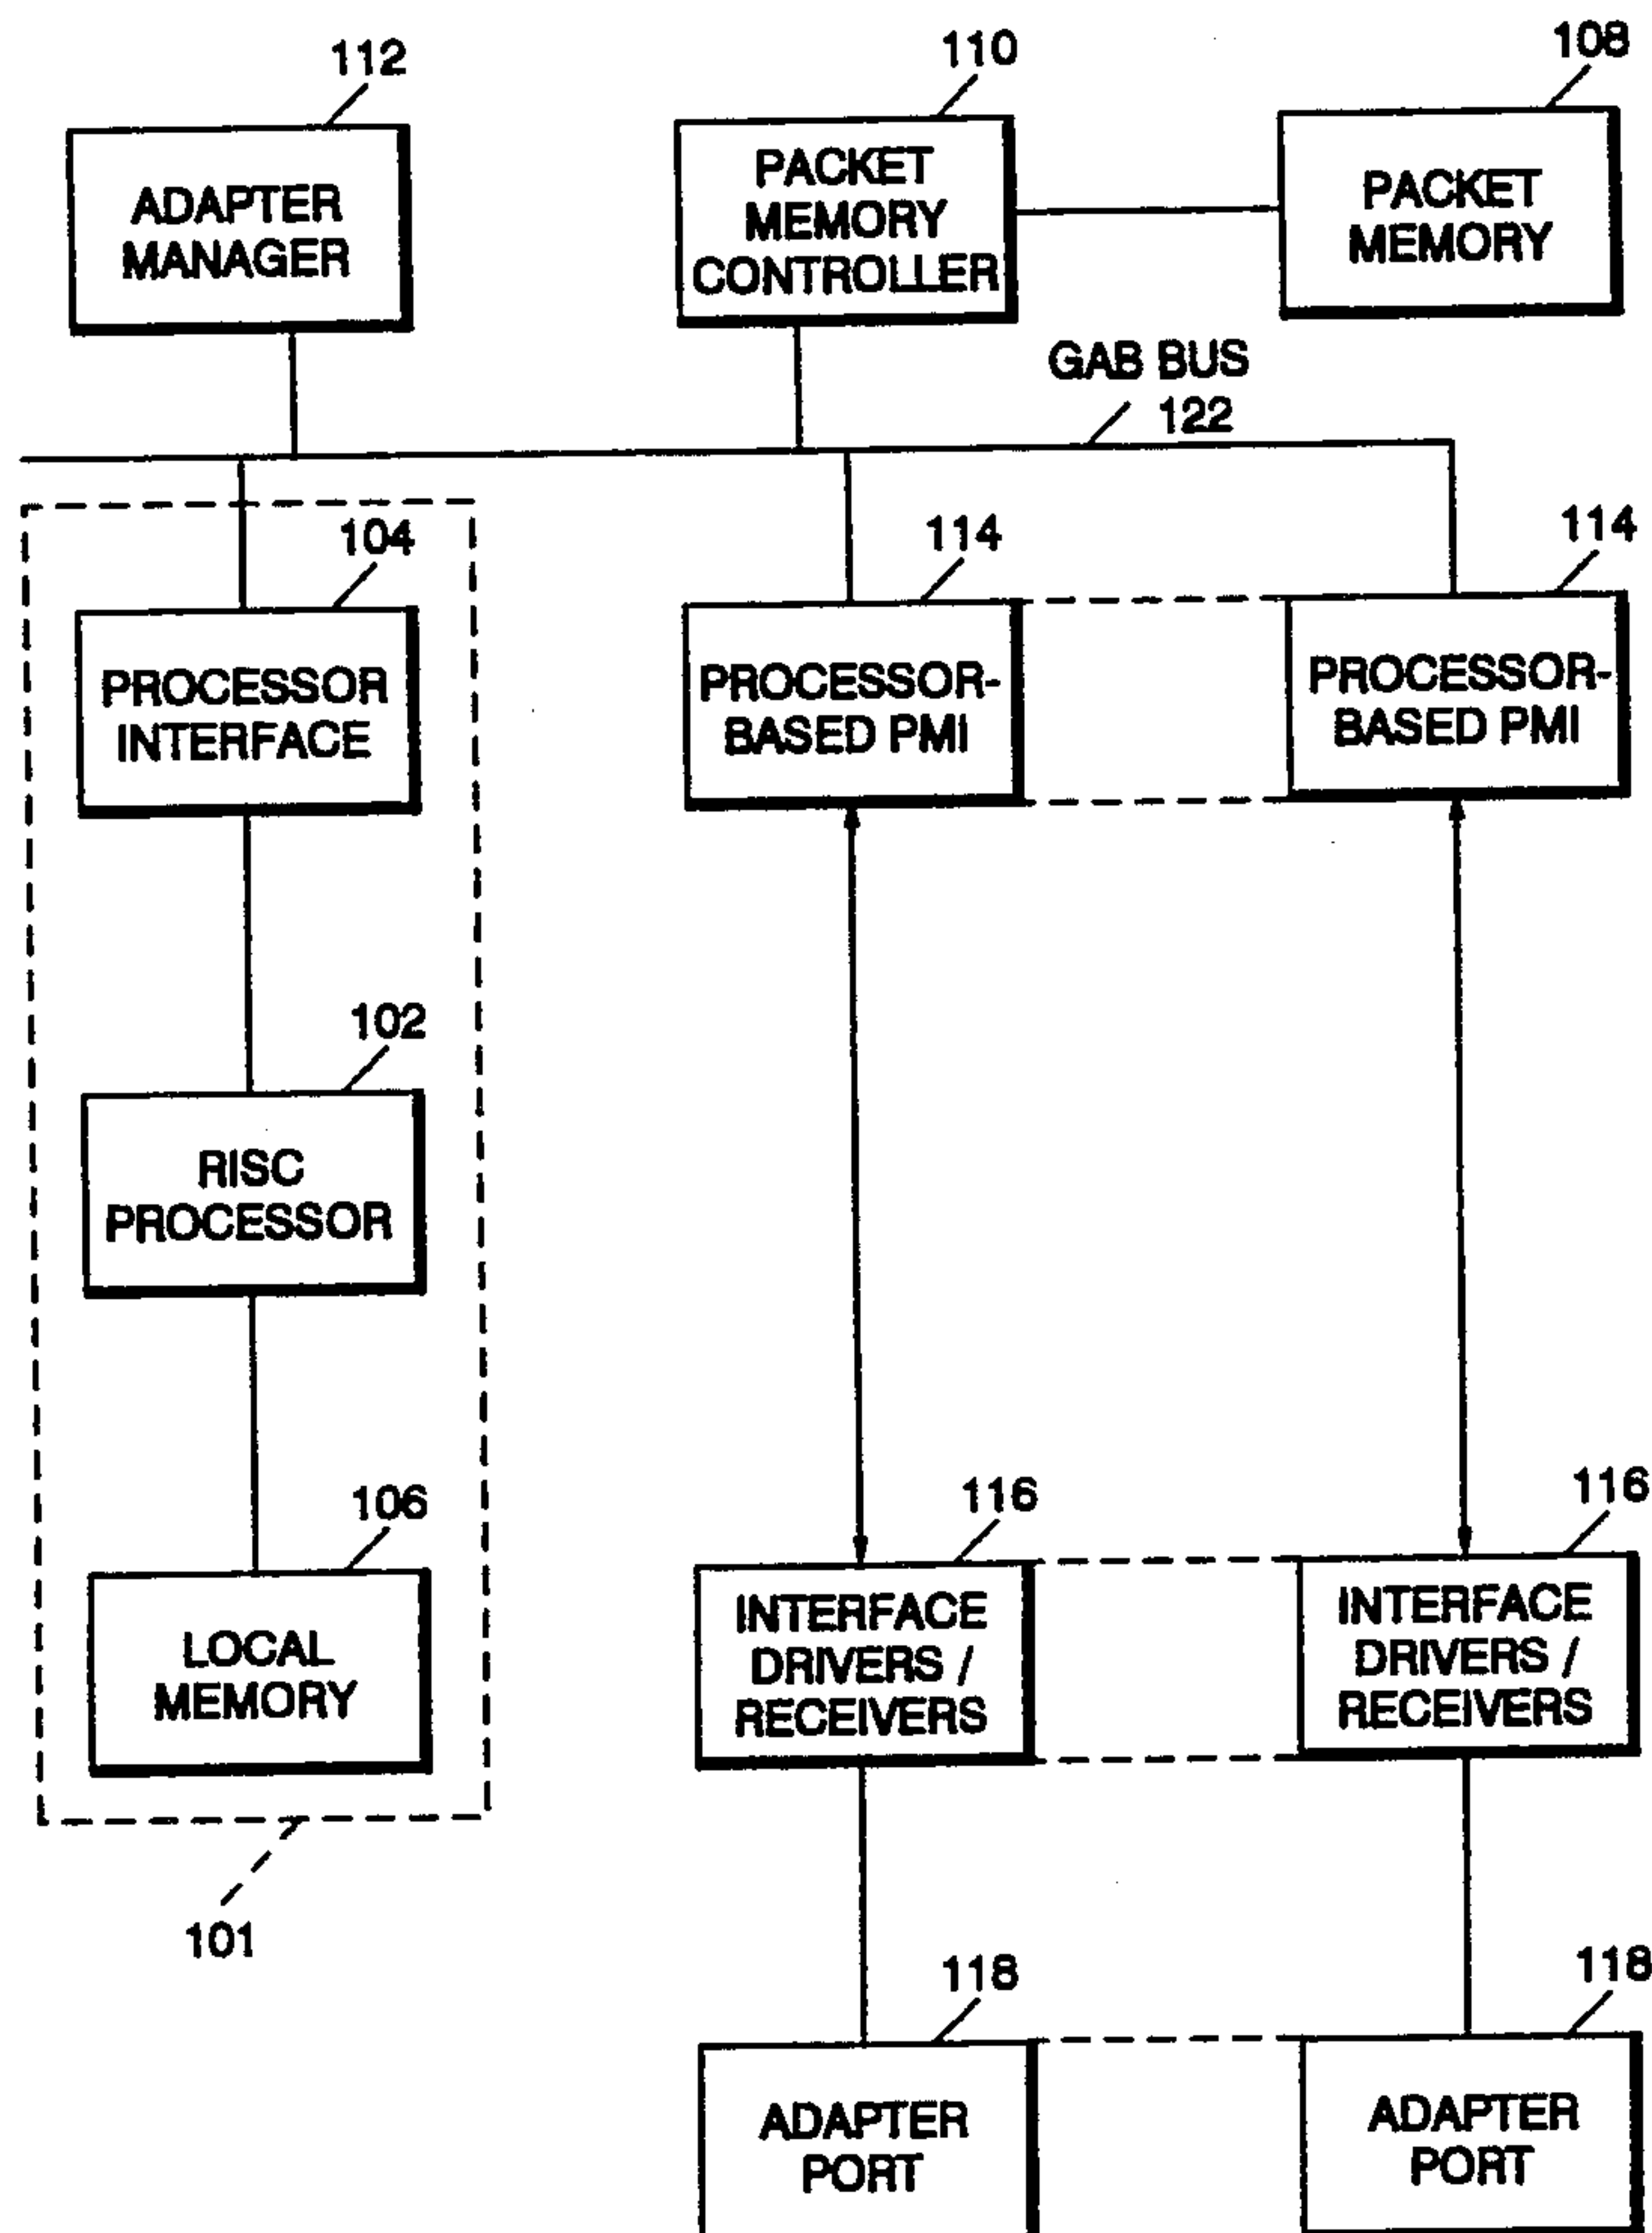 112
ADAPTER
MANAGER
110
PACKET
MEMORY
CONTROLLER
108
PACKET
MEMORY
GAB BUS
122
104
PROCESSOR
INTERFACE
114
PROCESSOR-
BASED PMI
114
PROCESSOR-
BASED PMI
102
RISC
PROCESSOR
106
LOCAL
MEMORY
101
116
INTERFACE
DRIVERS /
RECEIVERS
116
INTERFACE
DRIVERS /
RECEIVERS
118
ADAPTER
PORT
118
ADAPTER
PORT